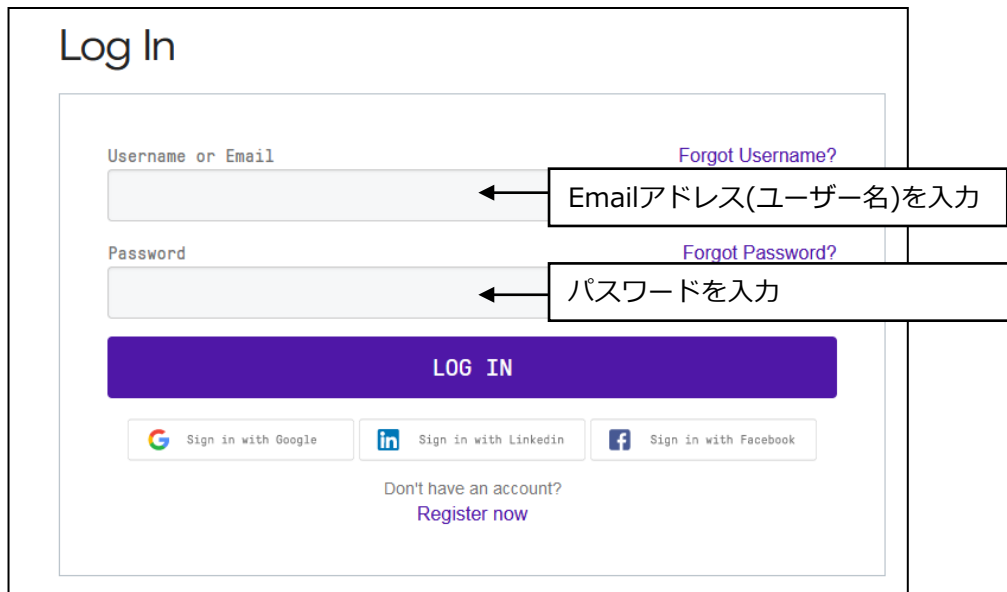 Log In
Username or Email
Forgot Username?
Emailアドレス(ユーザー名)を入力
Password
Forgot Password?
パスワードを入力
LOG IN
Sign in with Google
in Sign in with Linkedin
f Sign in with Facebook
Don't have an account?
Register now